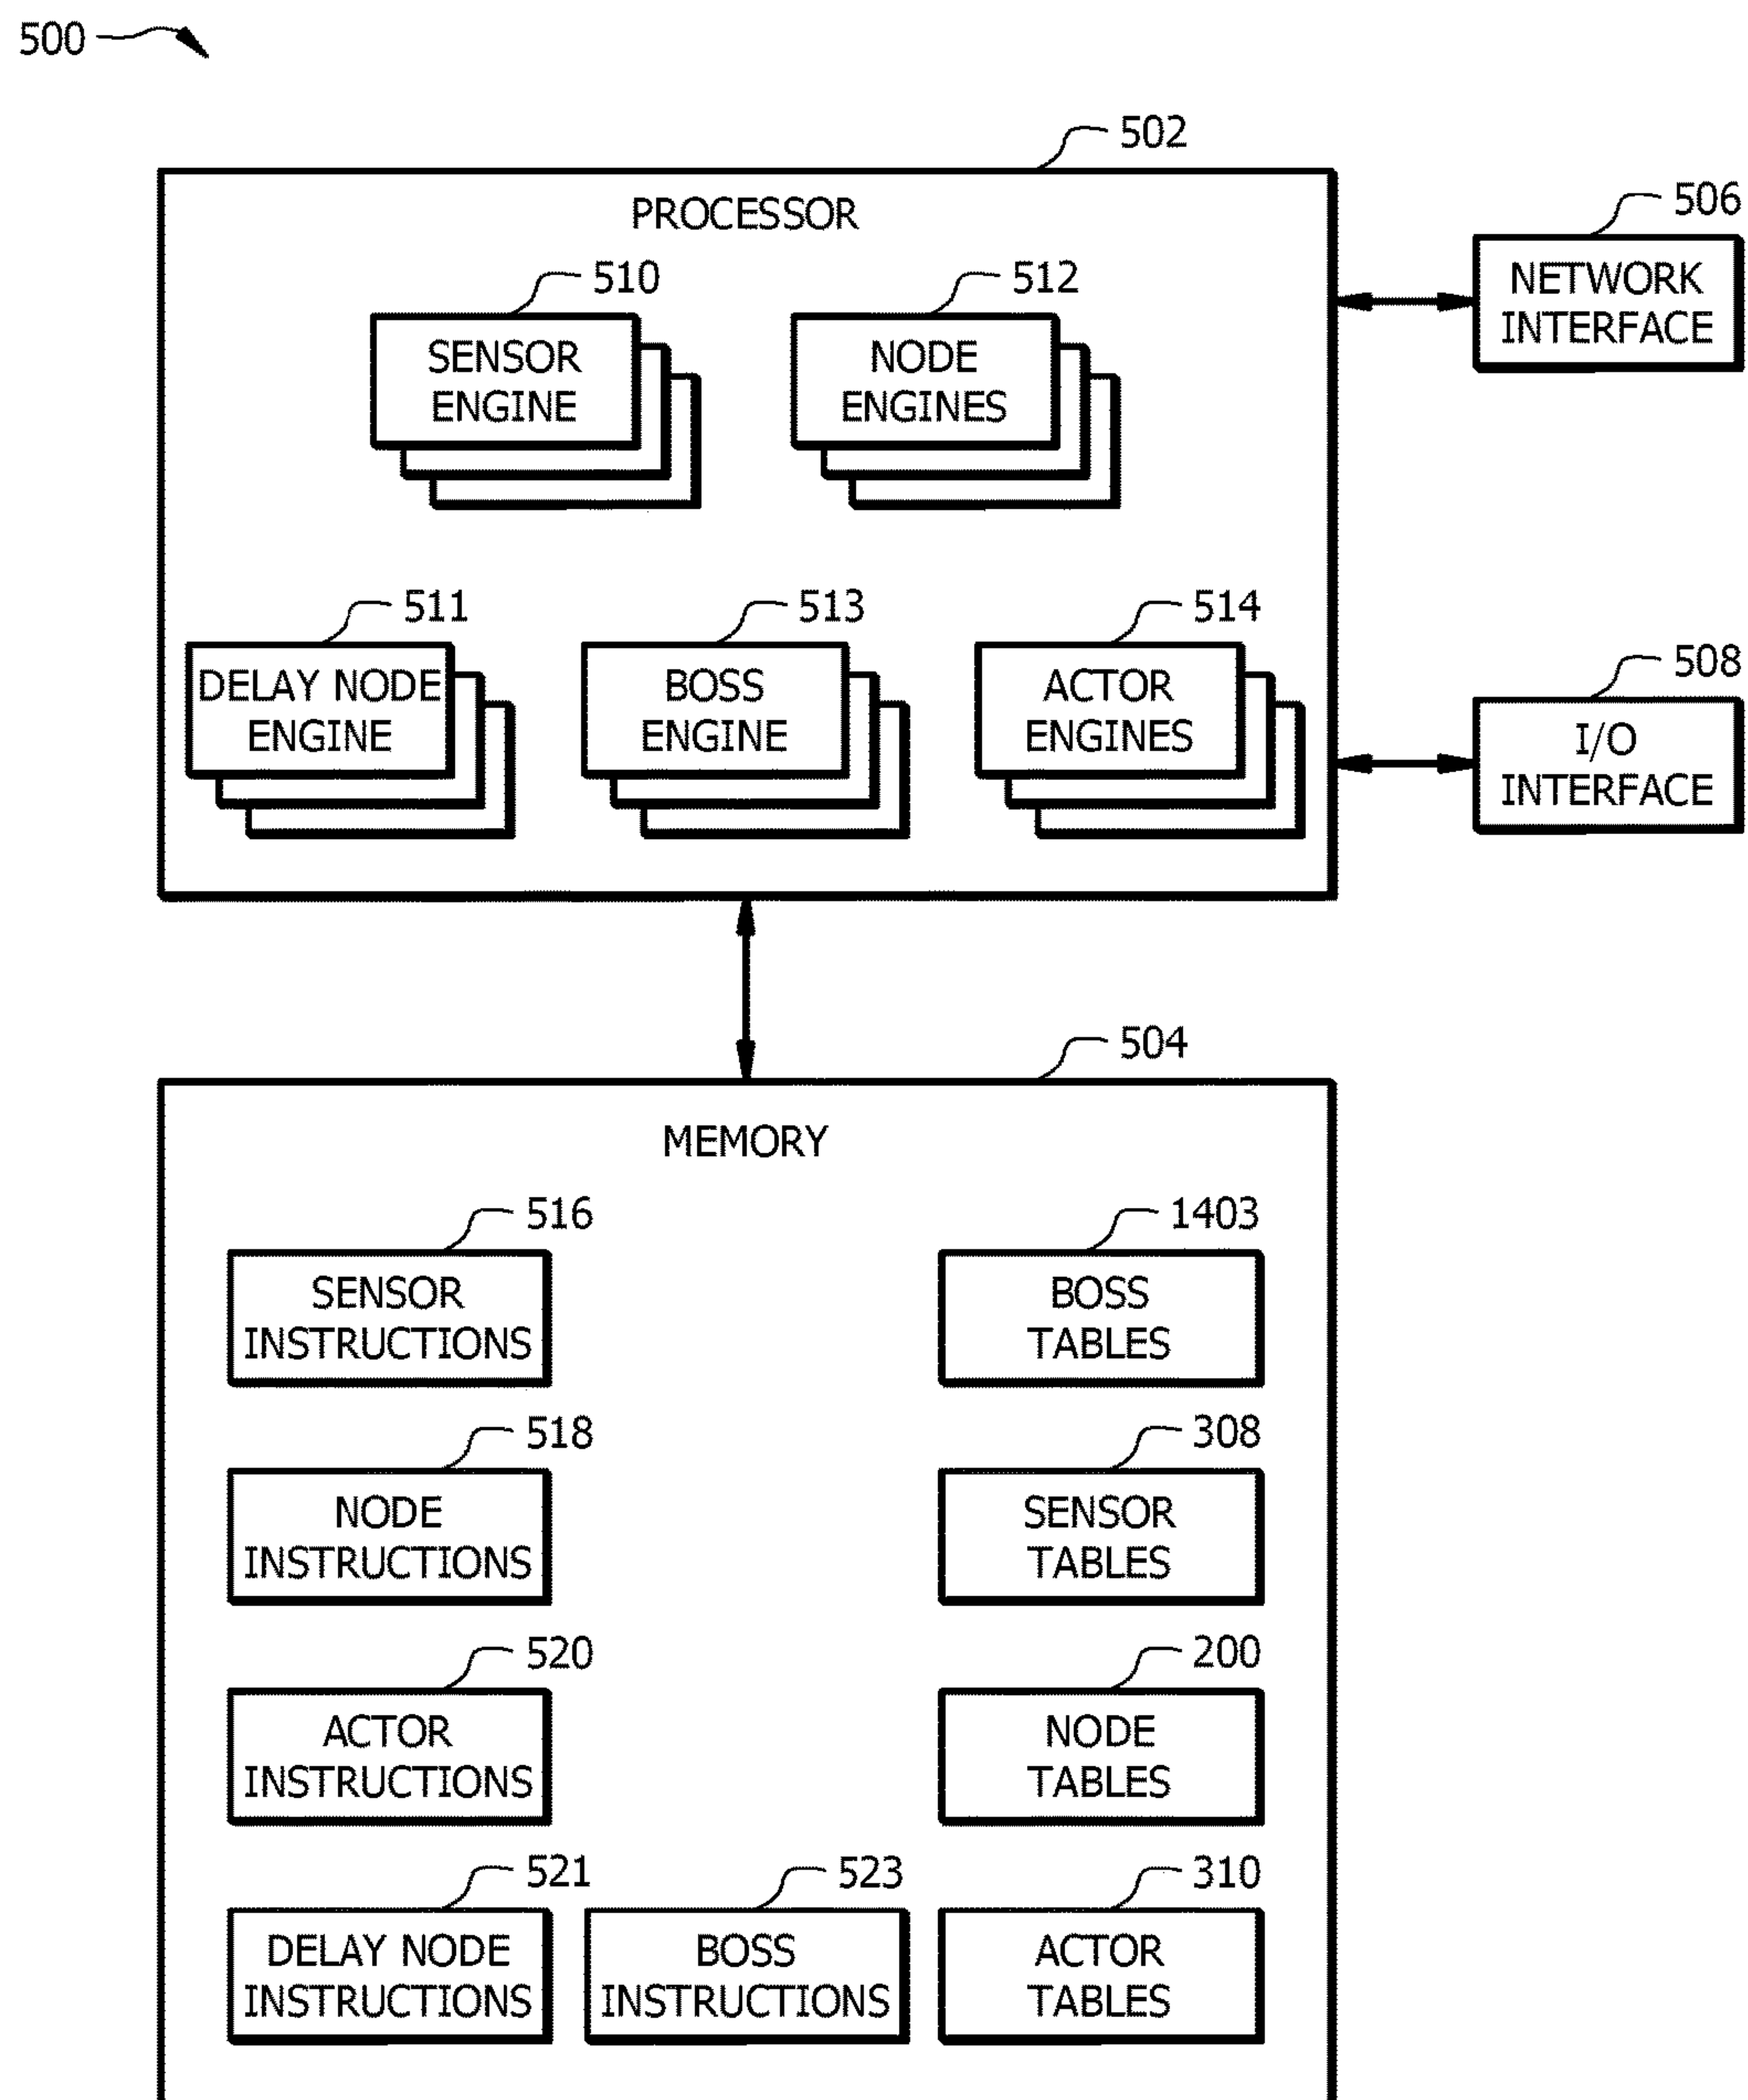 500
502
PROCESSOR
506
NETWORK
INTERFACE
510
SENSOR
ENGINE
512
NODE
ENGINES
511
DELAY NODE
ENGINE
513
BOSS
ENGINE
514
ACTOR
ENGINES
508
I/O
INTERFACE
504
MEMORY
516
SENSOR
INSTRUCTIONS
1403
BOSS
TABLES
518
NODE
INSTRUCTIONS
308
SENSOR
TABLES
520
ACTOR
INSTRUCTIONS
200
NODE
TABLES
521
DELAY NODE
INSTRUCTIONS
523
BOSS
INSTRUCTIONS
310
ACTOR
TABLES